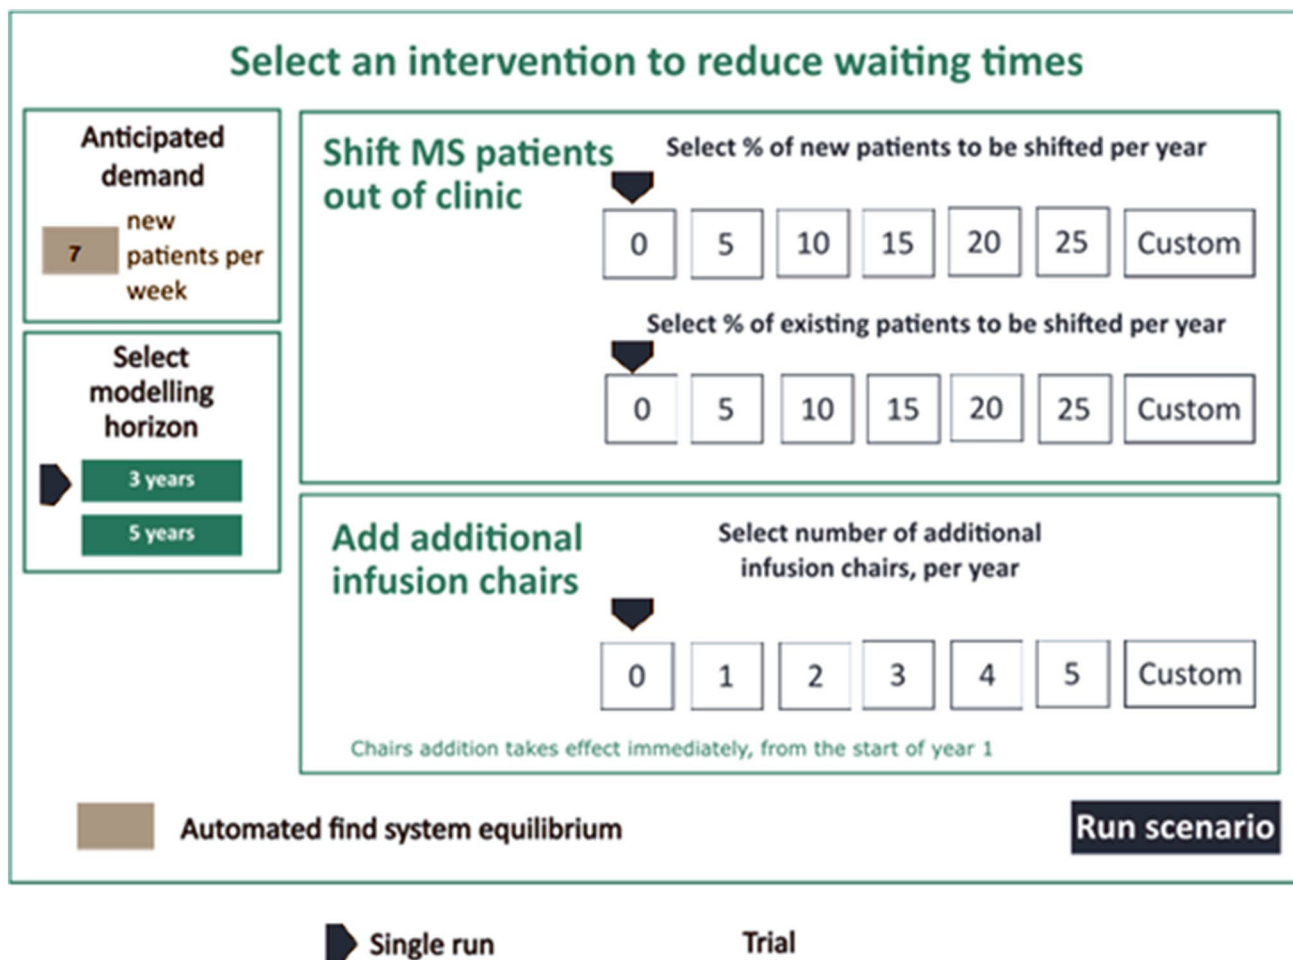 Select an intervention to reduce waiting times
Anticipated
demand
7
new
patients per
week
Select
modelling
horizon
3 years
5 years
Shift MS patients
out of clinic
Select % of new patients to be shifted per year
0 5 10 15 20 25 Custom
Select % of existing patients to be shifted per year
0 5 10 15 20 25 Custom
Add additional
infusion chairs
Select number of additional
infusion chairs, per year
0 1 2 3 4 5 Custom
Chairs addition takes effect immediately, from the start of year 1
Automated find system equilibrium
Run scenario
Single run
Trial